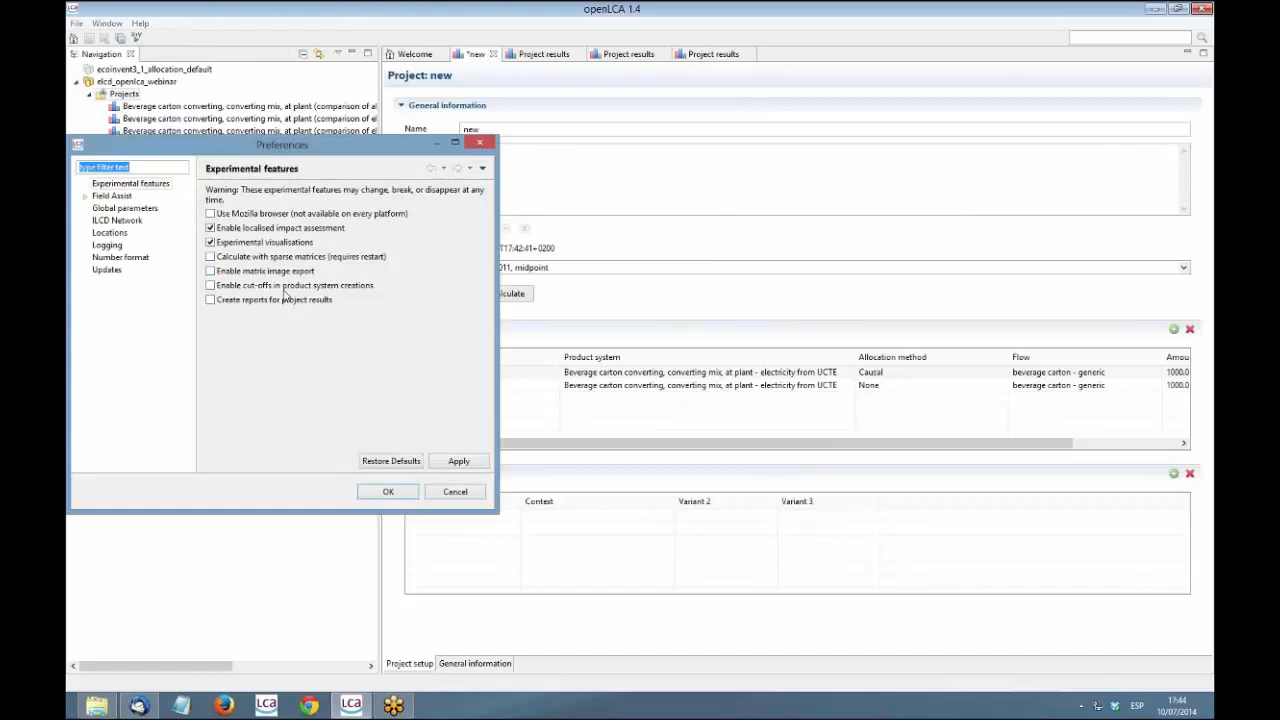 LCA
openLCA 1.4
File Window Help
Navigation
ecoinvent3_1_allocation_default
elcd_openlca_webinar
Projects
Beverage carton converting, converting mix, at plant (comparison of al
Beverage carton converting, converting mix, at plant (comparison of el
Beverage carton converting, converting mix, at plant (comparison of el
Welcome
*new
Project results
Project results
Project results
Project: new
General information
Name
new
T17:42:41+0200
011, midpoint
culate
Product system
Allocation method
Flow
Amou
Beverage carton converting, converting mix, at plant - electricity from UCTE
Causal
beverage carton - generic
1000.0
Beverage carton converting, converting mix, at plant - electricity from UCTE
None
beverage carton - generic
1000.0
Context
Variant 2
Variant 3
Project setup
General information
LCA
Preferences
type filter text
Experimental features
Field Assist
Global parameters
ILCD Network
Locations
Logging
Number format
Updates
Experimental features
Warning: These experimental features may change, break, or disappear at any
time.
Use Mozilla browser (not available on every platform)
Enable localised impact assessment
Experimental visualisations
Calculate with sparse matrices (requires restart)
Enable matrix image export
Enable cut-offs in product system creations
Create reports for project results
Restore Defaults
Apply
OK
Cancel
LCA
LCA
ESP
17:44
10/07/2014